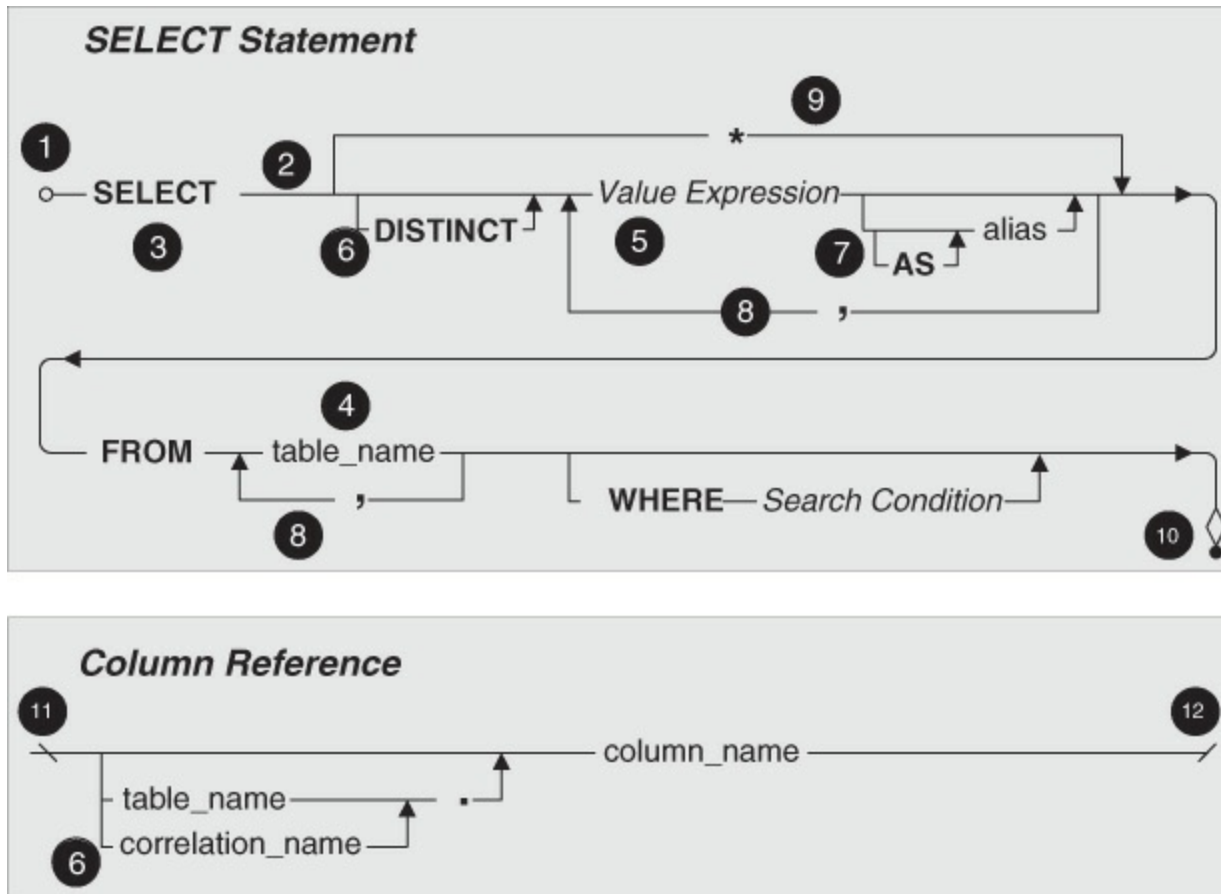 SELECT Statement
9
1
2
*
SELECT
Value Expression
3
6
DISTINCT
5
7
AS
alias
8
,
4
FROM
table_name
,
8
WHERE
Search Condition
10
Column Reference
11
12
column_name
table_name
.
correlation_name
6